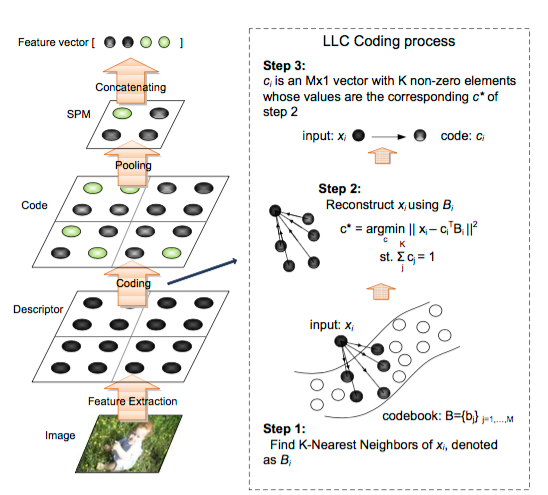 Feature vector [ ]
Concatenating
SPM
Pooling
Code
Coding
Descriptor
Feature Extraction
Image
LLC Coding process
Step 3:
cᵢ is an Mx1 vector with K non-zero elements
whose values are the corresponding c* of
step 2
input: xᵢ code: cᵢ
Step 2:
Reconstruct xᵢ using Bᵢ
c* = argmin || xᵢ – cᵢᵀBᵢ ||²
c
K
st. Σ cⱼ = 1
j
input: xᵢ
codebook: B={bⱼ} j=1,...,M
Step 1:
Find K-Nearest Neighbors of xᵢ, denoted
as Bᵢ